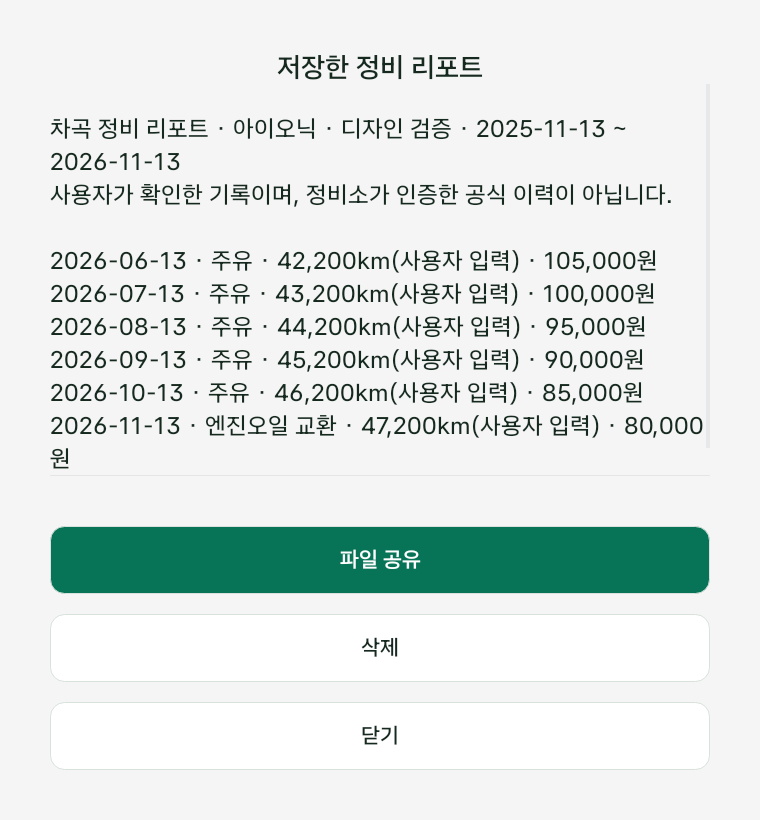 저장한 정비 리포트
차곡 정비 리포트 · 아이오닉 · 디자인 검증 · 2025-11-13 ~
2026-11-13
사용자가 확인한 기록이며, 정비소가 인증한 공식 이력이 아닙니다.
2026-06-13 · 주유 · 42,200km(사용자 입력) · 105,000원
2026-07-13 · 주유 · 43,200km(사용자 입력) · 100,000원
2026-08-13 · 주유 · 44,200km(사용자 입력) · 95,000원
2026-09-13 · 주유 · 45,200km(사용자 입력) · 90,000원
2026-10-13 · 주유 · 46,200km(사용자 입력) · 85,000원
2026-11-13 · 엔진오일 교환 · 47,200km(사용자 입력) · 80,000
원
파일 공유
삭제
닫기